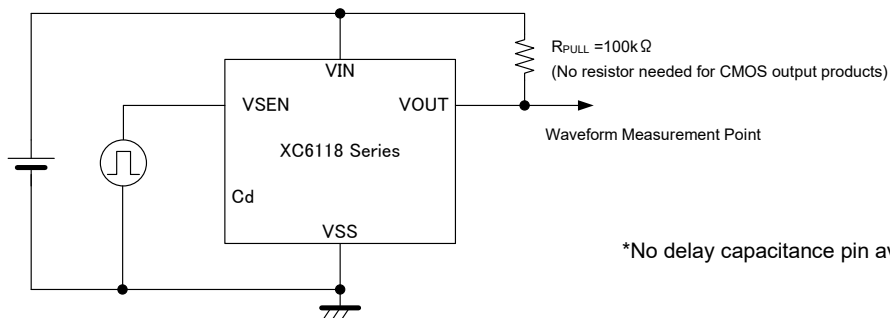 RPULL =100kΩ
(No resistor needed for CMOS output products)
VIN
VSEN
VOUT
Waveform Measurement Point
XC6118 Series
Cd
VSS
*No delay capacitance pin